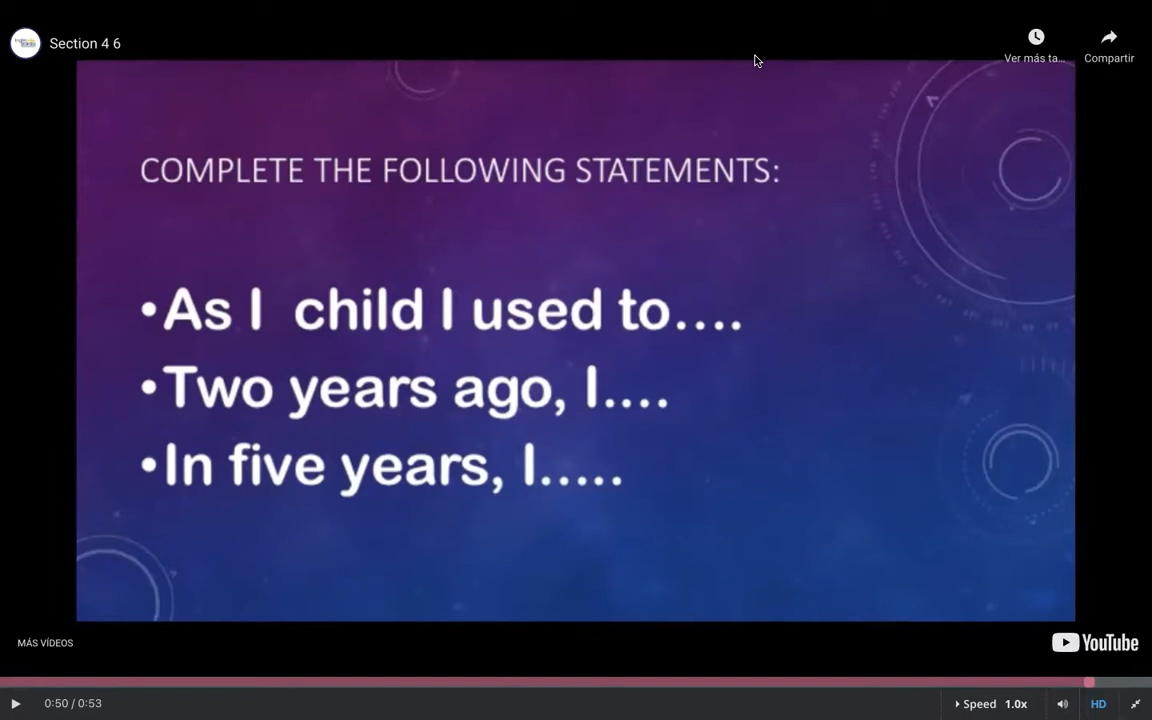 Section 4 6
Ver más ta...
Compartir
COMPLETE THE FOLLOWING STATEMENTS:
•As I  child I used to....
•Two years ago, I....
•In five years, I.....
MÁS VÍDEOS
YouTube
0:50 / 0:53
Speed 1.0x
HD